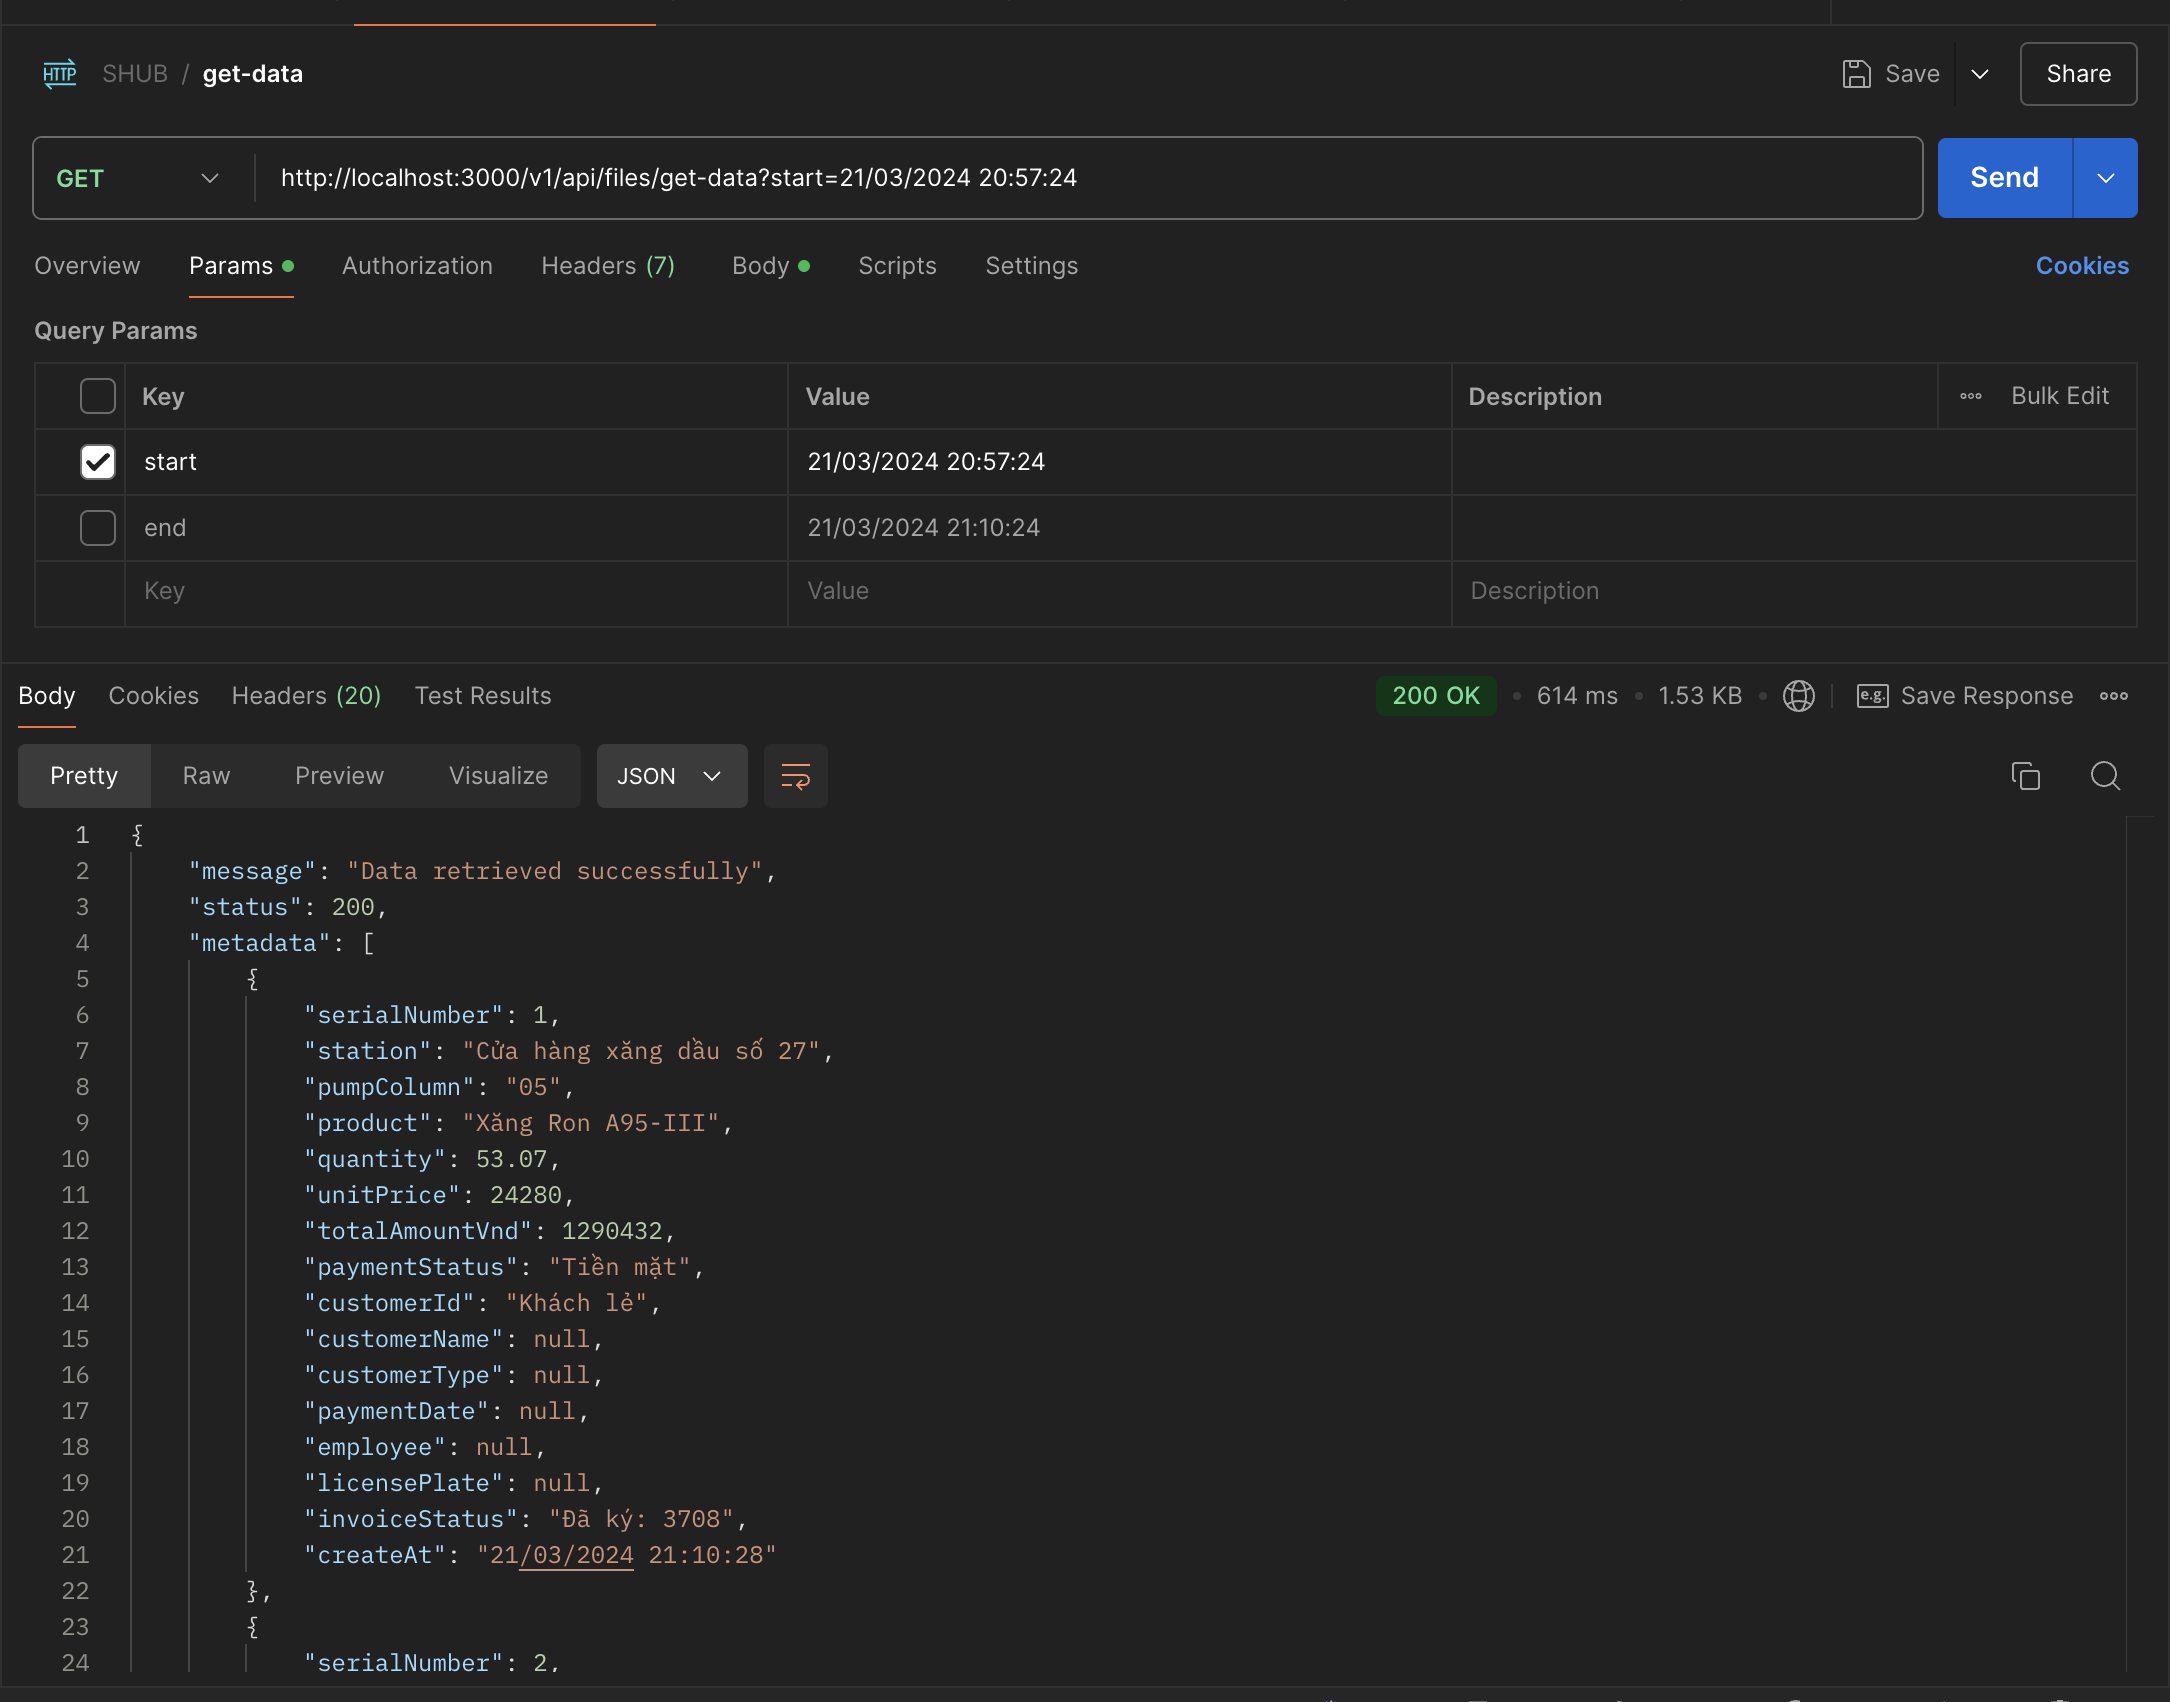 HTTP SHUB / get-data Save Share
GET http://localhost:3000/v1/api/files/get-data?start=21/03/2024 20:57:24 Send
Overview Params Authorization Headers (7) Body Scripts Settings Cookies
Query Params
Key Value Description Bulk Edit
start 21/03/2024 20:57:24
end 21/03/2024 21:10:24
Key Value Description
Body Cookies Headers (20) Test Results 200 OK 614 ms 1.53 KB e.g. Save Response
Pretty Raw Preview Visualize JSON
1 {
2 "message": "Data retrieved successfully",
3 "status": 200,
4 "metadata": [
5 {
6 "serialNumber": 1,
7 "station": "Cửa hàng xăng dầu số 27",
8 "pumpColumn": "05",
9 "product": "Xăng Ron A95-III",
10 "quantity": 53.07,
11 "unitPrice": 24280,
12 "totalAmountVnd": 1290432,
13 "paymentStatus": "Tiền mặt",
14 "customerId": "Khách lẻ",
15 "customerName": null,
16 "customerType": null,
17 "paymentDate": null,
18 "employee": null,
19 "licensePlate": null,
20 "invoiceStatus": "Đã ký: 3708",
21 "createAt": "21/03/2024 21:10:28"
22 },
23 {
24 "serialNumber": 2,